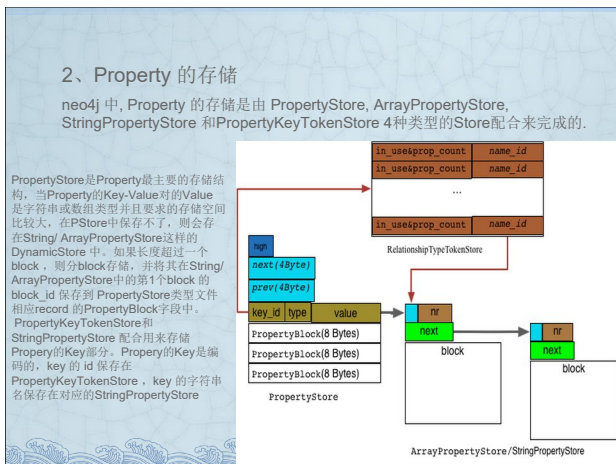 2、Property 的存储
neo4j 中, Property 的存储是由 PropertyStore, ArrayPropertyStore,
StringPropertyStore 和PropertyKeyTokenStore 4种类型的Store配合来完成的.
PropertyStore是Property最主要的存储结
构，当Property的Key-Value对的Value
是字符串或数组类型并且要求的存储空间
比较大，在PStore中保存不了，则会存
在String/ ArrayPropertyStore这样的
DynamicStore 中。如果长度超过一个
block ，则分block存储，并将其在String/
ArrayPropertyStore中的第1个block 的
block_id 保存到 PropertyStore类型文件
相应record 的PropertyBlock字段中。
PropertyKeyTokenStore和
StringPropertyStore 配合用来存储
Propery的Key部分。Propery的Key是编
码的，key 的 id 保存在
PropertyKeyTokenStore ，key 的字符串
名保存在对应的StringPropertyStore
in_use&prop_count name_id
in_use&prop_count name_id
...
in_use&prop_count name_id
RelationshipTypeTokenStore
high
next(4Byte)
prev(4Byte)
key_id type value
PropertyBlock(8 Bytes)
PropertyBlock(8 Bytes)
PropertyBlock(8 Bytes)
PropertyStore
nr
next
block
nr
next
block
ArrayPropertyStore/StringPropertyStore